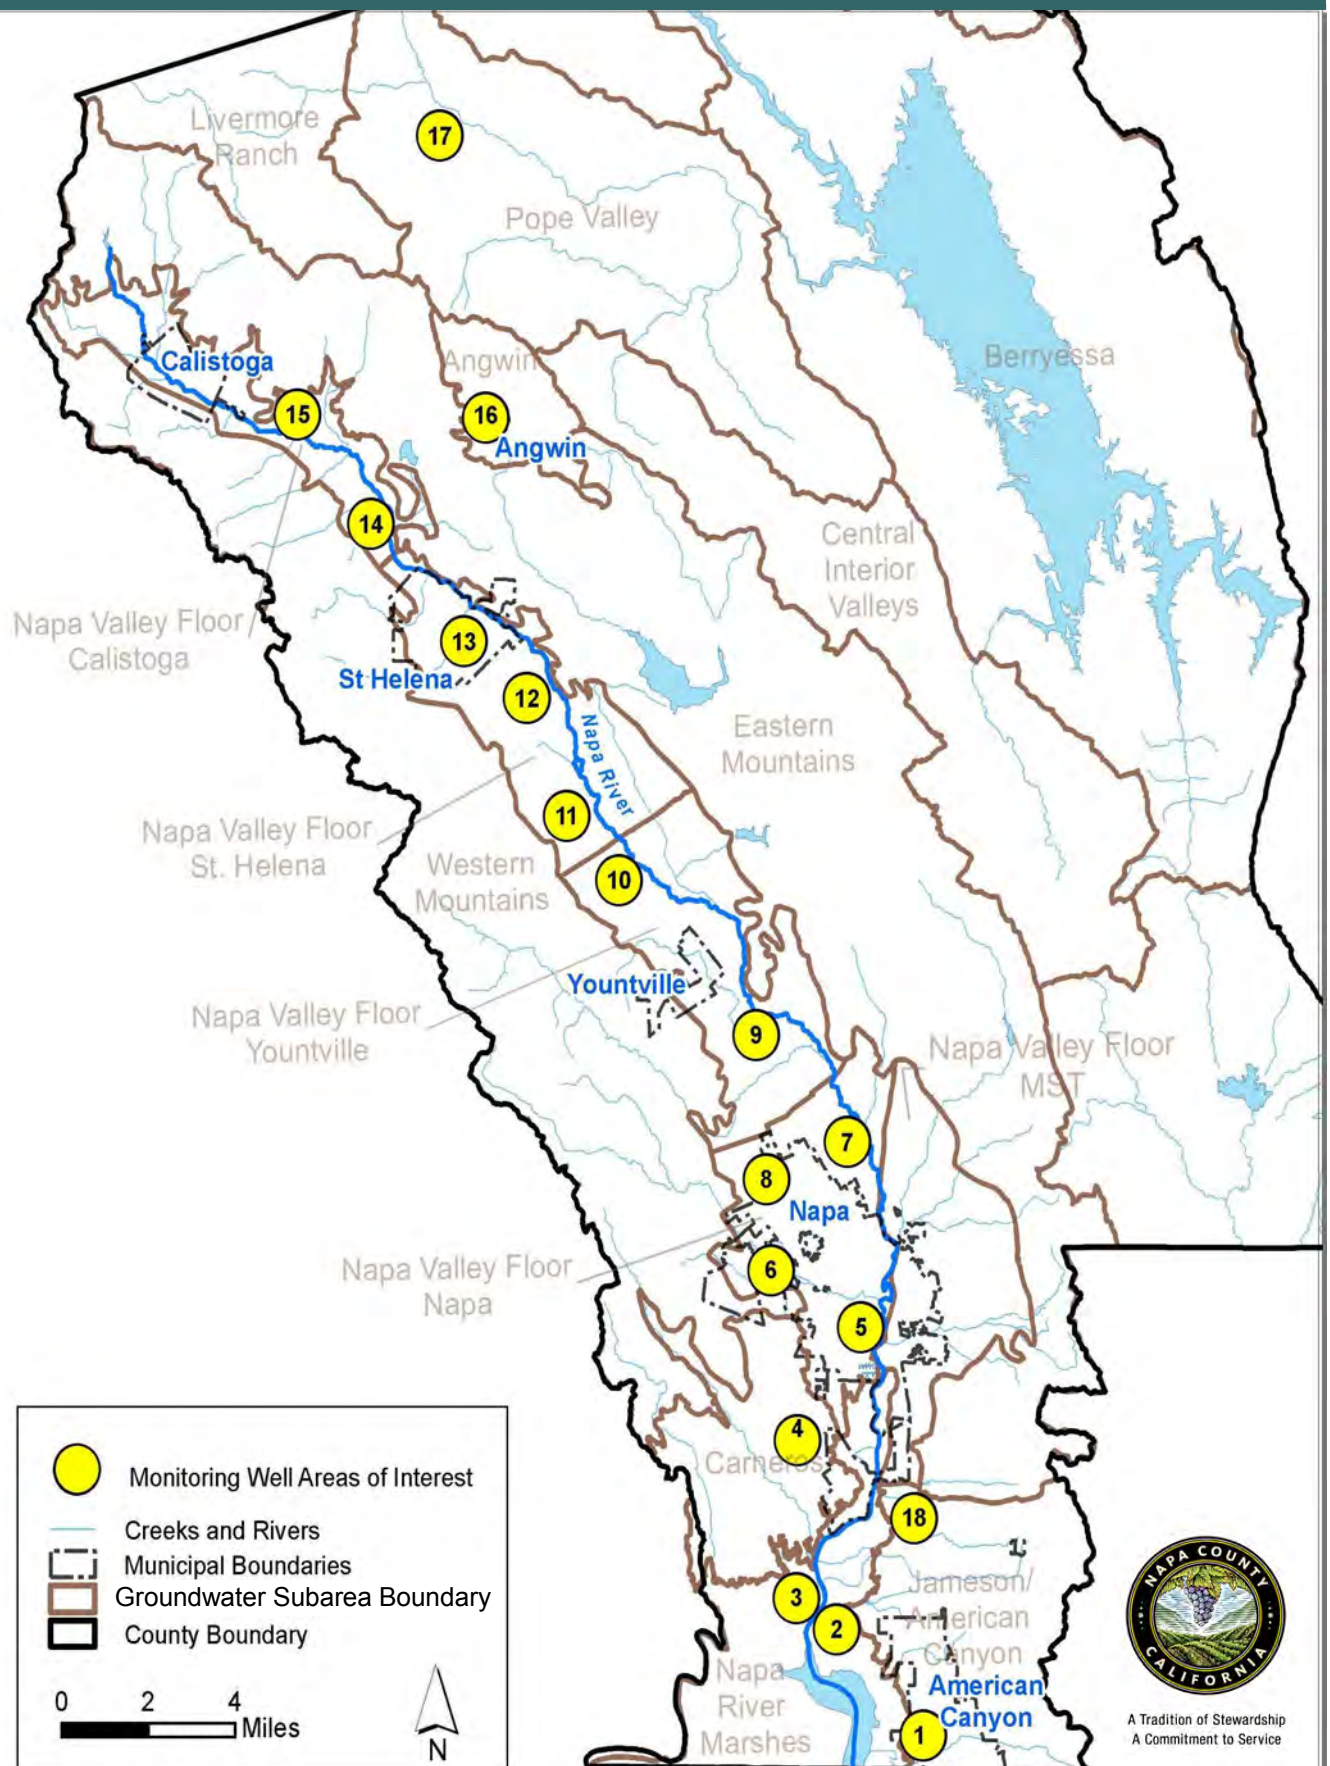 Livermore
Ranch
17
Pope Valley
Calistoga
15
Angwin
16
Angwin
Berryessa
14
Central
Interior
Valleys
Napa Valley Floor
Calistoga
13
St Helena
12
Napa River
Eastern
Mountains
11
Napa Valley Floor
St. Helena
Western
Mountains
10
Yountville
Napa Valley Floor
Yountville
9
Napa Valley Floor
MST
7
8
Napa
Napa Valley Floor
Napa
6
5
4
Carneros
18
3
2
Jameson/
American
Canyon
Napa
River
Marshes
American
Canyon
1
Monitoring Well Areas of Interest
Creeks and Rivers
Municipal Boundaries
Groundwater Subarea Boundary
County Boundary
0 2 4
Miles
N
NAPA COUNTY
CALIFORNIA
A Tradition of Stewardship
A Commitment to Service